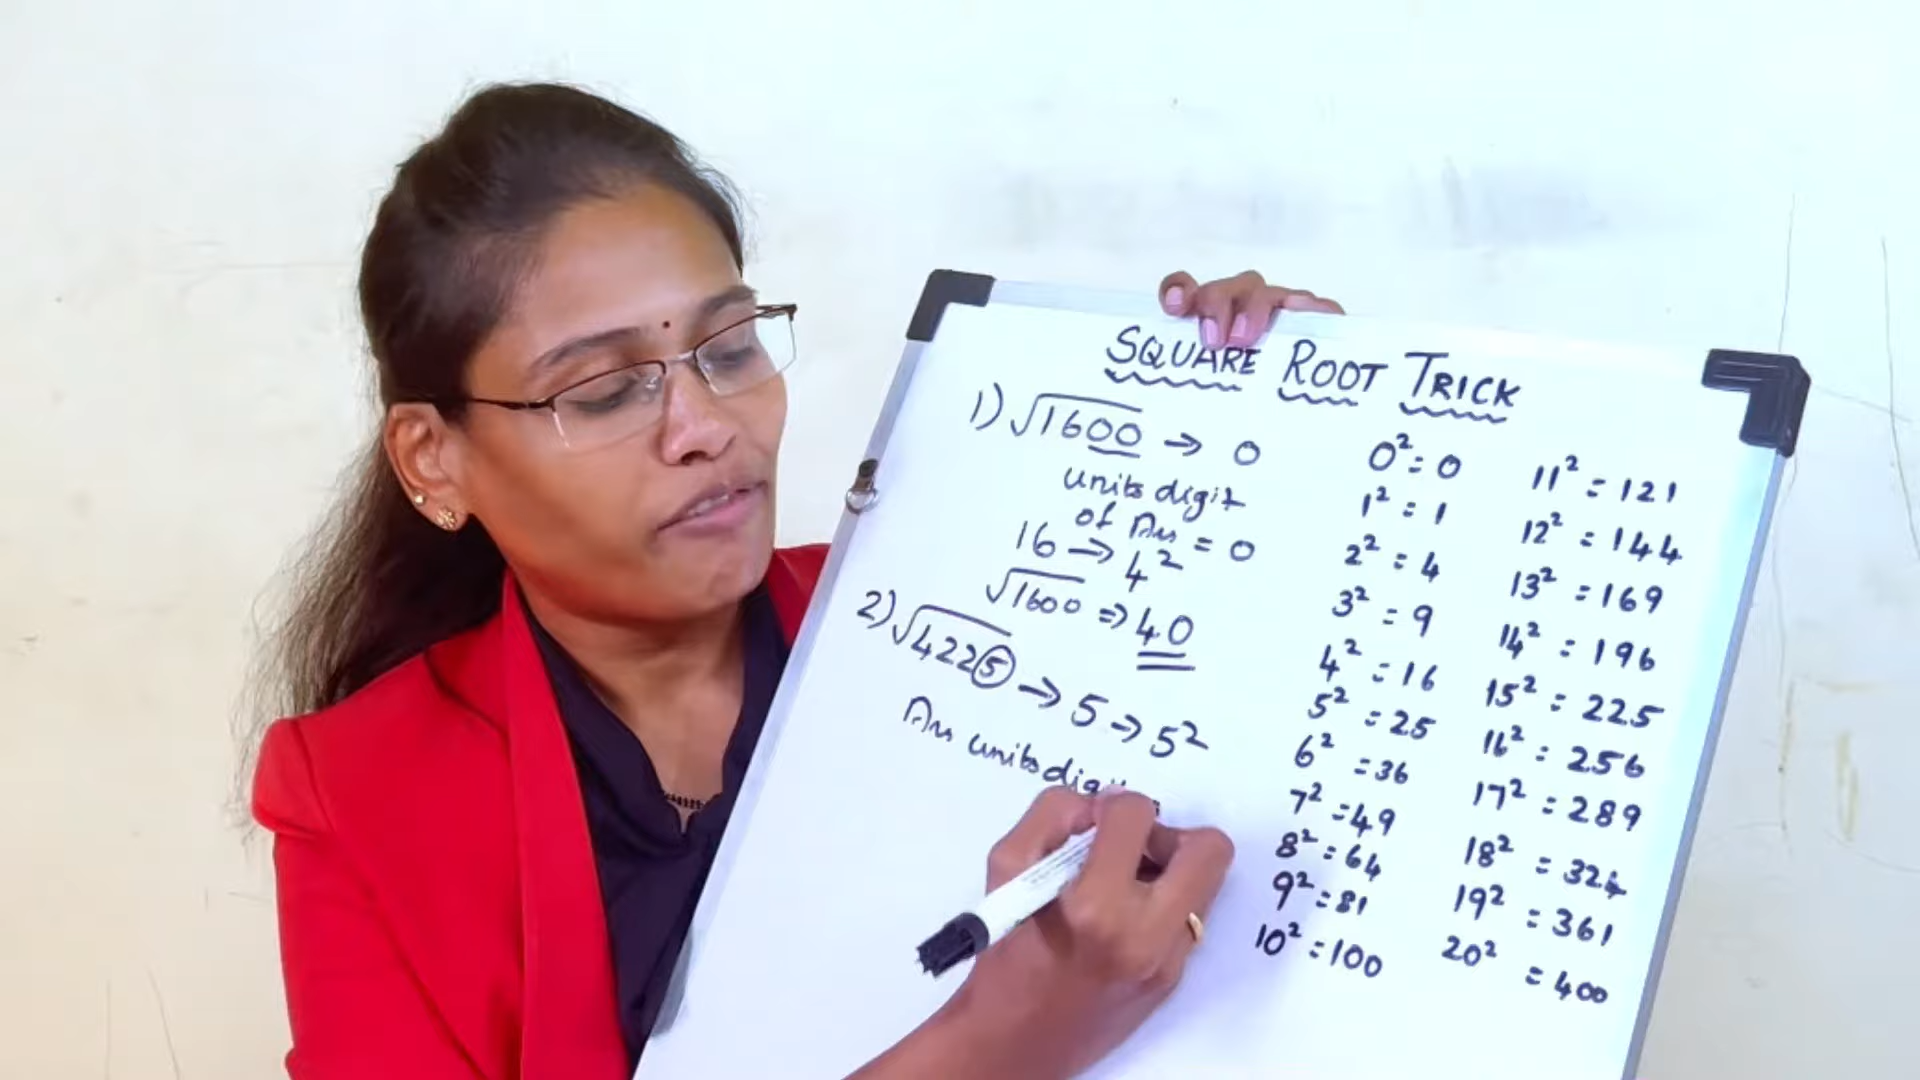 SQUARE ROOT TRICK
1) √1600 → 0
units digit
of Ans = 0
16 → 4²
√1600 ⇒ 40
2) √4225 → 5 → 5²
Ans units digit
0² = 0
1² = 1
2² = 4
3² = 9
4² = 16
5² = 25
6² = 36
7² = 49
8² = 64
9² = 81
10² = 100
11² = 121
12² = 144
13² = 169
14² = 196
15² = 225
16² = 256
17² = 289
18² = 324
19² = 361
20² = 400